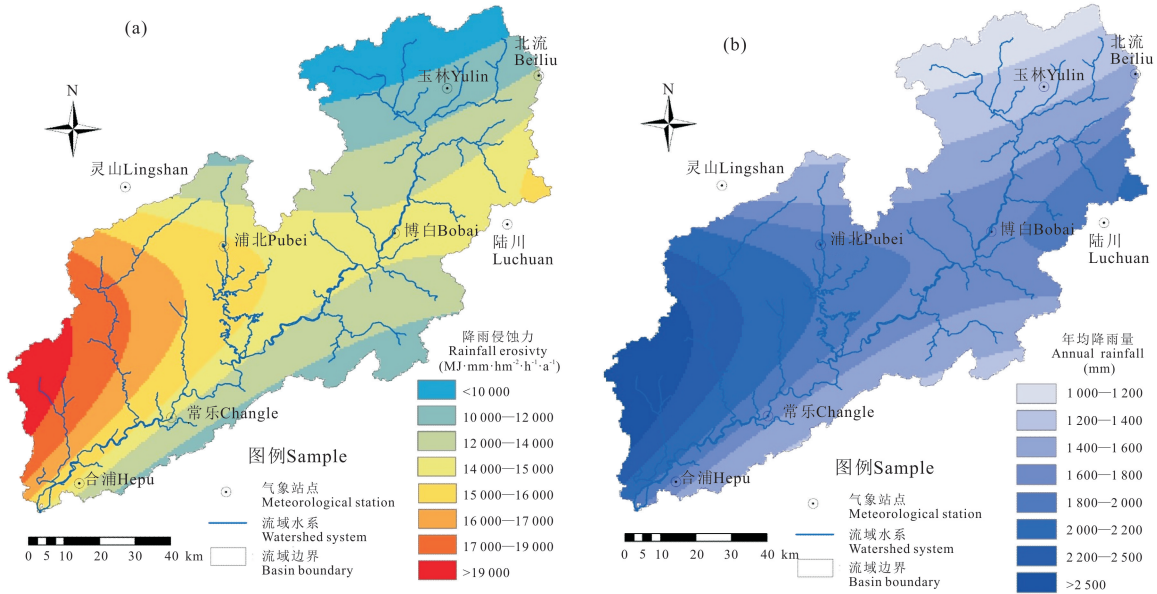 (a)
N
北流
Beiliu
玉林Yulin
灵山Lingshan
浦北Pubei
博白Bobai
陆川
Luchuan
常乐Changle
合浦Hepu
图例Sample
气象站点
Meteorological station
流域水系
Watershed system
流域边界
Basin boundary
0 5 10 20 30 40 km
降雨侵蚀力
Rainfall erosivty
(MJ·mm·hm⁻²·h⁻¹·a⁻¹)
<10 000
10 000—12 000
12 000—14 000
14 000—15 000
15 000—16 000
16 000—17 000
17 000—19 000
>19 000
(b)
N
北流
Beiliu
玉林Yulin
灵山Lingshan
浦北Pubei
博白Bobai
陆川
Luchuan
常乐Changle
合浦Hepu
图例Sample
气象站点
Meteorological station
流域水系
Watershed system
流域边界
Basin boundary
0 5 10 20 30 40 km
年均降雨量
Annual rainfall
(mm)
1 000—1 200
1 200—1 400
1 400—1 600
1 600—1 800
1 800—2 000
2 000—2 200
2 200—2 500
>2 500